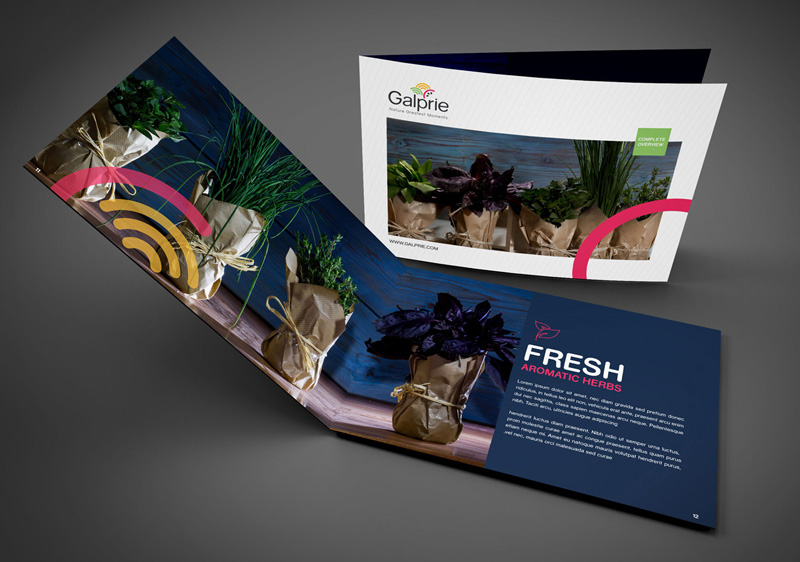 Galprie
Nature Greatest Moments
COMPLETE
OVERVIEW
WWW.GALPRIE.COM
11
FRESH
AROMATIC HERBS
Lorem ipsum dolor sit amet, nec diam gravida sed pretium donec
ridiculus, in tellus leo elit non, vehicula erat ante, praesent arcu enim
dui nec sagittis, class sapien maecenas arcu neque. Pellentesque
nibh. Taciti arcu, ultricies augue adipiscing
hendrerit luctus diam praesent. Nibh odio ut semper urna luctus,
proin molestie curae amet ac congue praesent, tellus quam purus
etiam neque mi. Amet eu natoque mauris volutpat hendrerit purus,
vel nec, mauris orci malesuada sed curae
12